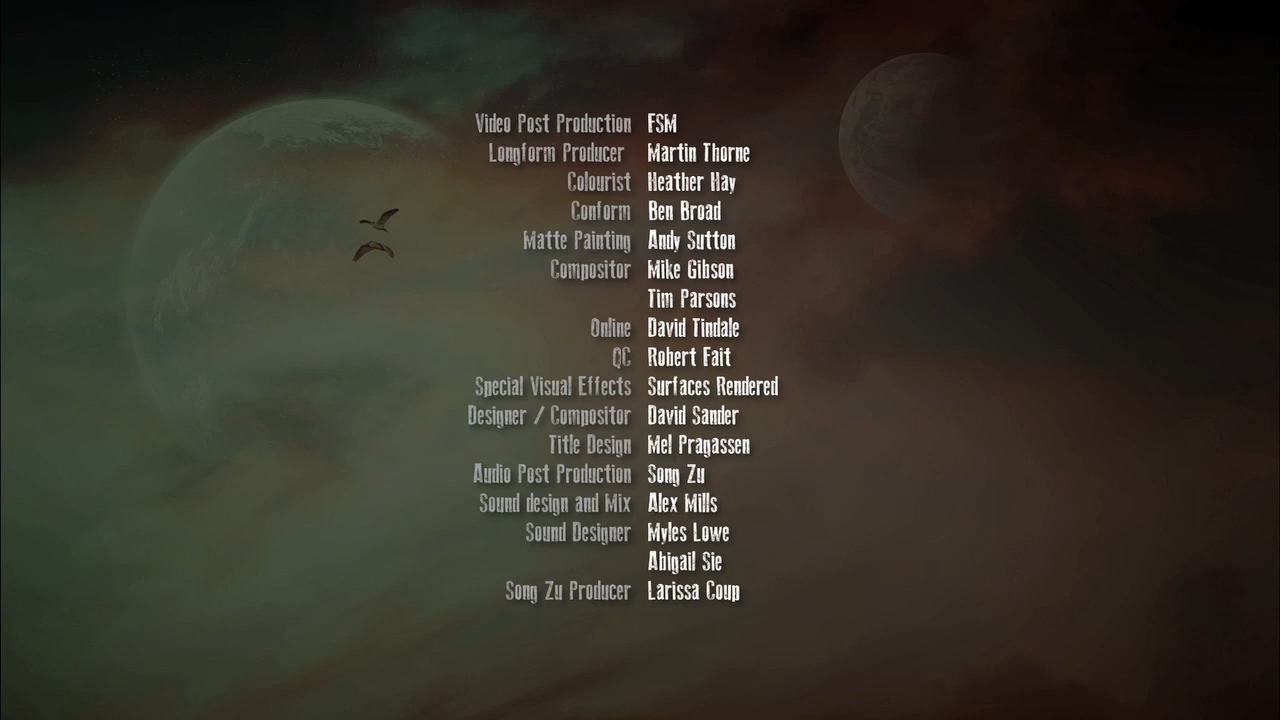 Video Post Production FSM
Longform Producer Martin Thorne
Colourist Heather Hay
Conform Ben Broad
Matte Painting Andy Sutton
Compositor Mike Gibson
Tim Parsons
Online David Tindale
QC Robert Fait
Special Visual Effects Surfaces Rendered
Designer / Compositor David Sander
Title Design Mel Pragassen
Audio Post Production Song Zu
Sound design and Mix Alex Mills
Sound Designer Myles Lowe
Abigail Sie
Song Zu Producer Larissa Coup